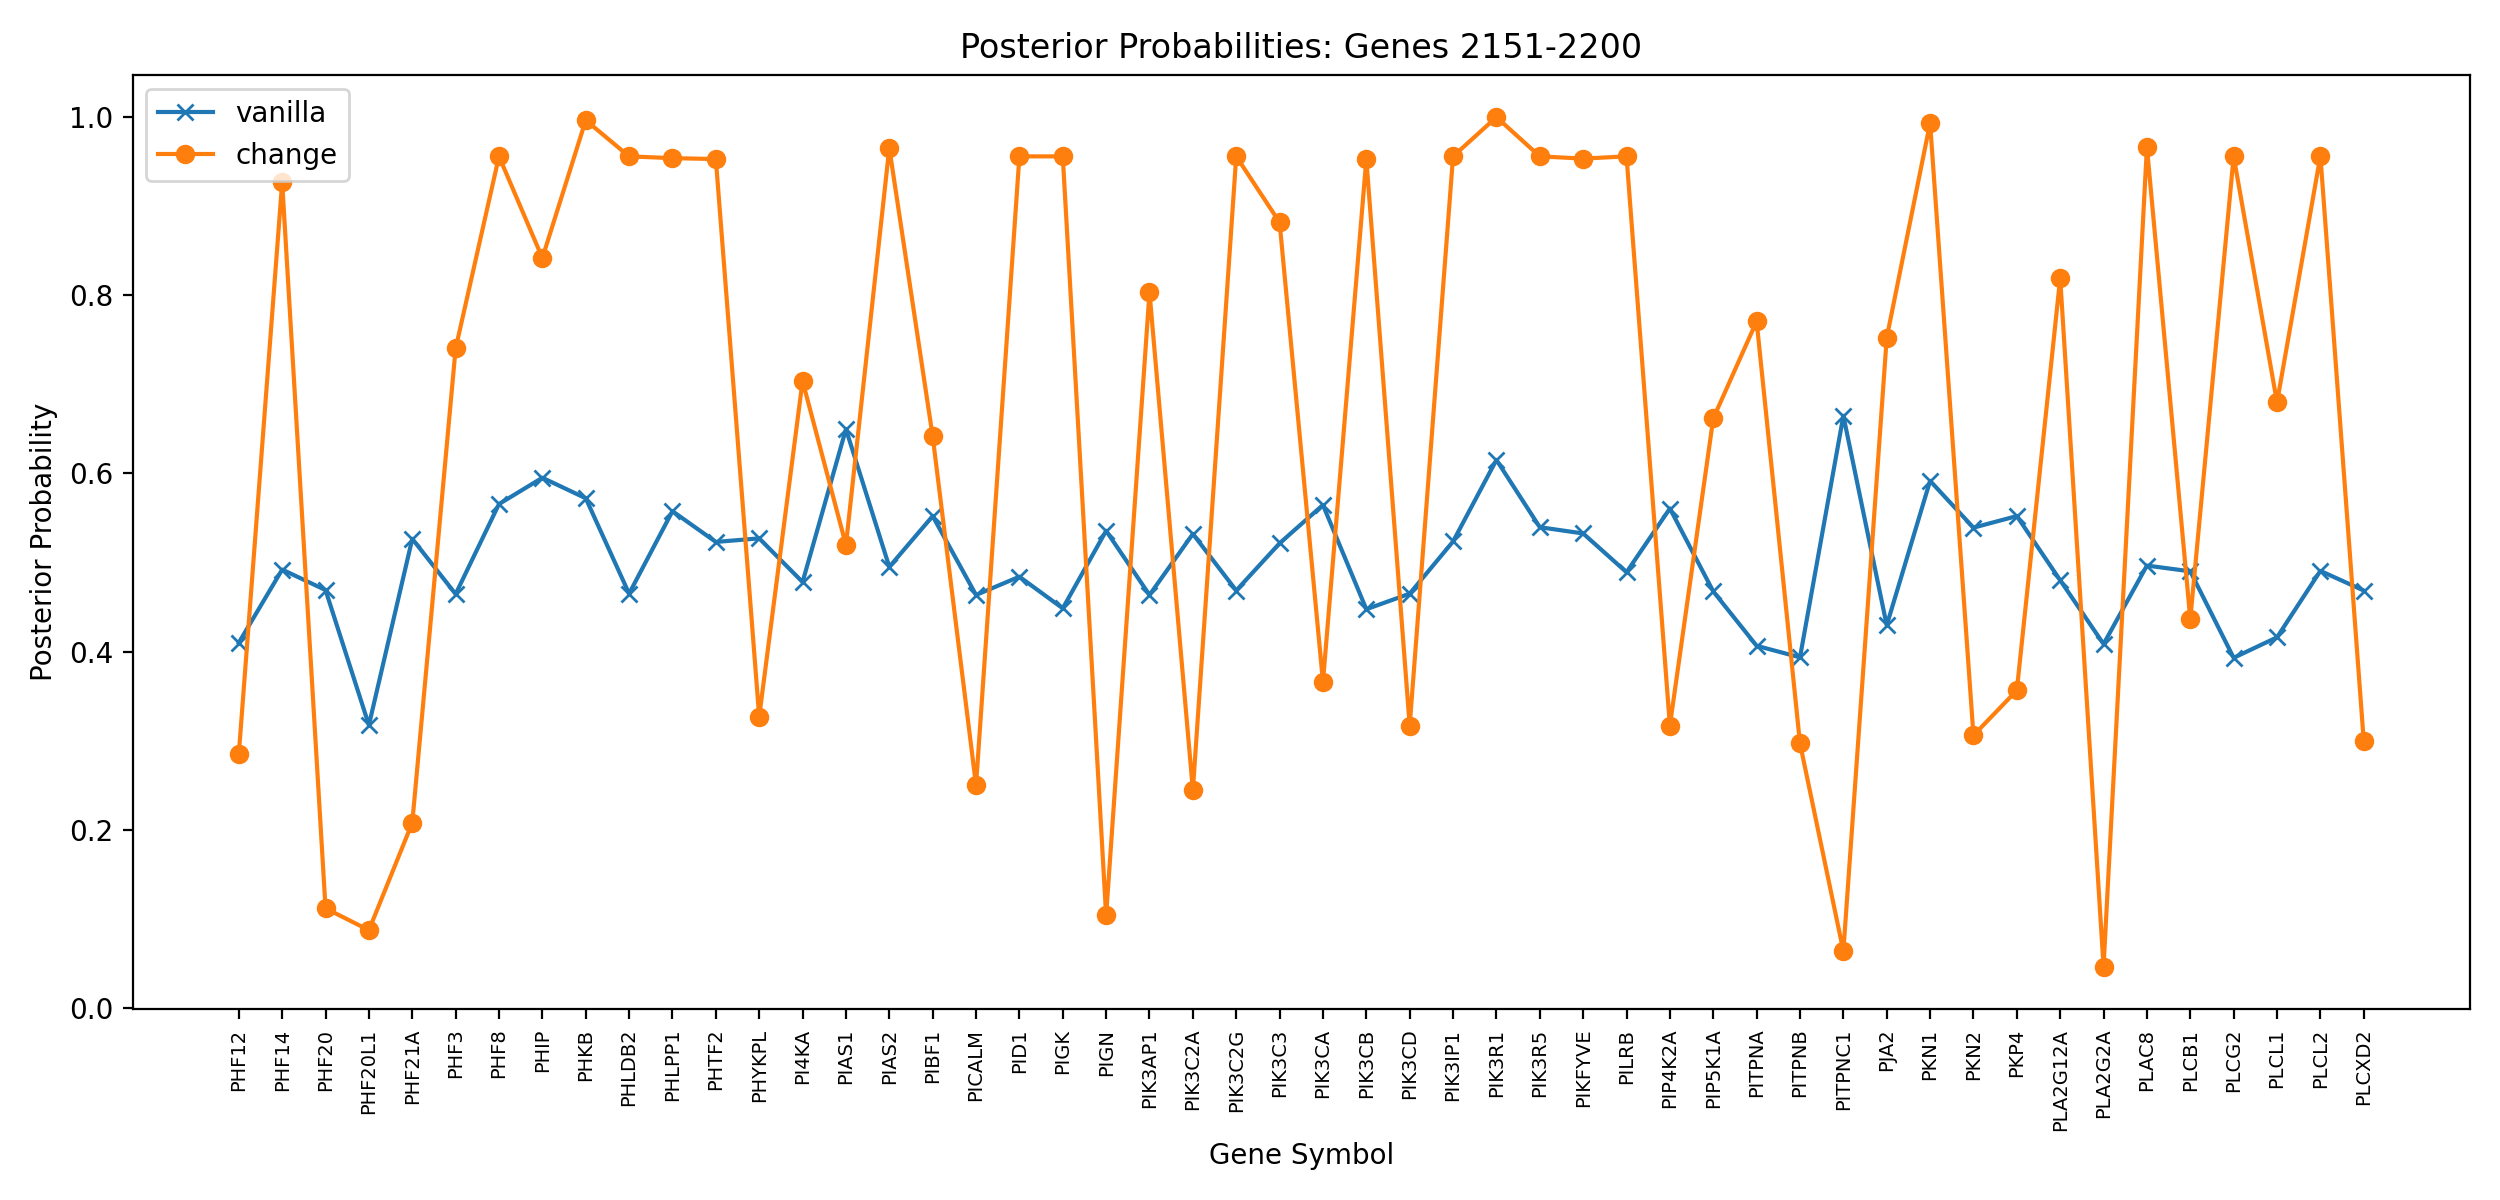 Posterior Probabilities: Genes 2151-2200
vanilla
change
Posterior Probability
1.0
0.8
0.6
0.4
0.2
0.0
PHF12
PHF14
PHF20
PHF20L1
PHF21A
PHF3
PHF8
PHIP
PHKB
PHLDB2
PHLPP1
PHTF2
PHYKPL
PI4KA
PIAS1
PIAS2
PIBF1
PICALM
PID1
PIGK
PIGN
PIK3AP1
PIK3C2A
PIK3C2G
PIK3C3
PIK3CA
PIK3CB
PIK3CD
PIK3IP1
PIK3R1
PIK3R5
PIKFYVE
PILRB
PIP4K2A
PIP5K1A
PITPNA
PITPNB
PITPNC1
PJA2
PKN1
PKN2
PKP4
PLA2G12A
PLA2G2A
PLAC8
PLCB1
PLCG2
PLCL1
PLCL2
PLCXD2
Gene Symbol